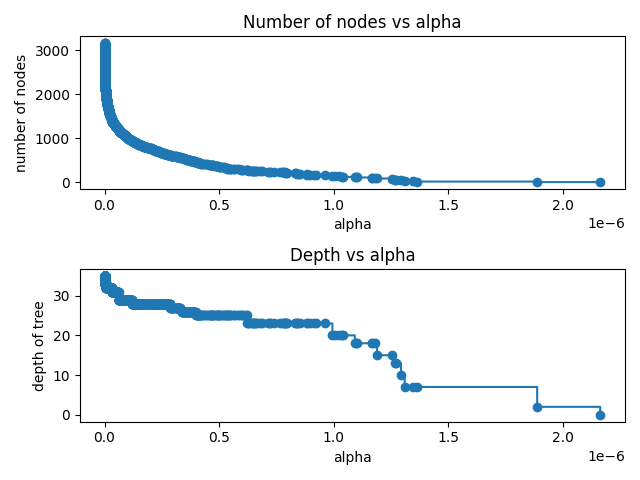 Number of nodes vs alpha
3000
2000
1000
0
number of nodes
0.0 0.5 1.0 1.5 2.0
1e−6
alpha
Depth vs alpha
30
20
10
0
depth of tree
0.0 0.5 1.0 1.5 2.0
1e−6
alpha